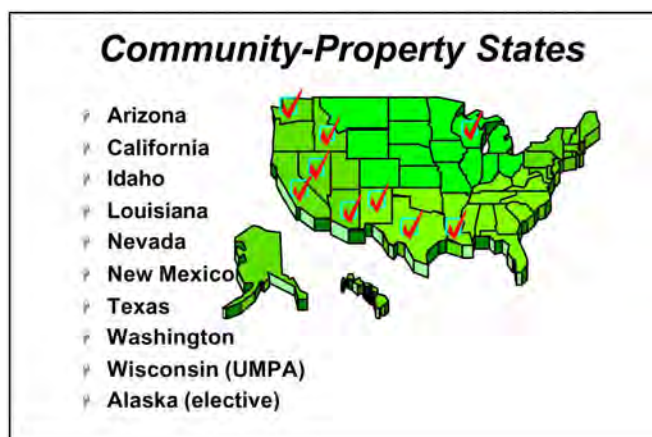 Community-Property States
Arizona
California
Idaho
Louisiana
Nevada
New Mexico
Texas
Washington
Wisconsin (UMPA)
Alaska (elective)